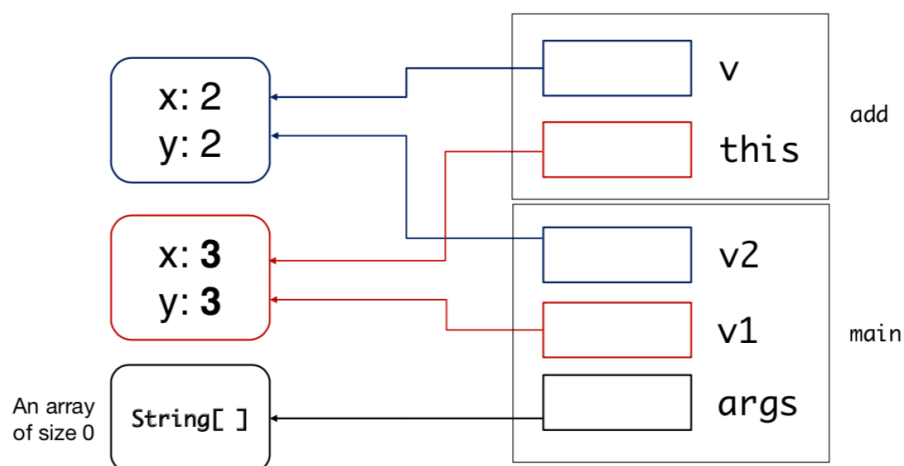 x: 2
y: 2
x: 3
y: 3
An array
of size 0
String[ ]
v
this
add
v2
v1
args
main